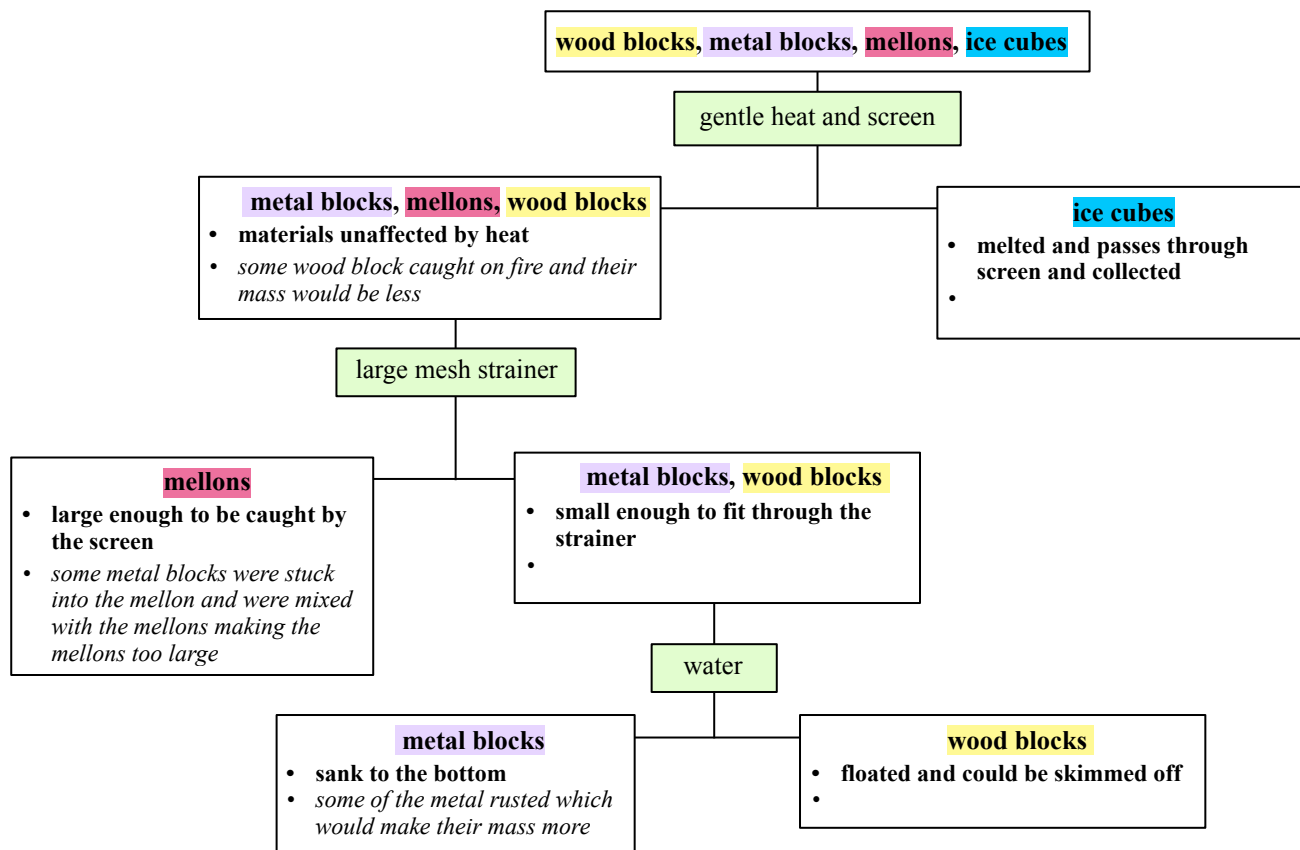 wood blocks, metal blocks, mellons, ice cubes
gentle heat and screen
metal blocks, mellons, wood blocks
• materials unaffected by heat
• some wood block caught on fire and their
mass would be less
ice cubes
• melted and passes through
screen and collected
•
large mesh strainer
mellons
• large enough to be caught by
the screen
• some metal blocks were stuck
into the mellon and were mixed
with the mellons making the
mellons too large
metal blocks, wood blocks
• small enough to fit through the
strainer
•
water
metal blocks
• sank to the bottom
• some of the metal rusted which
would make their mass more
wood blocks
• floated and could be skimmed off
•